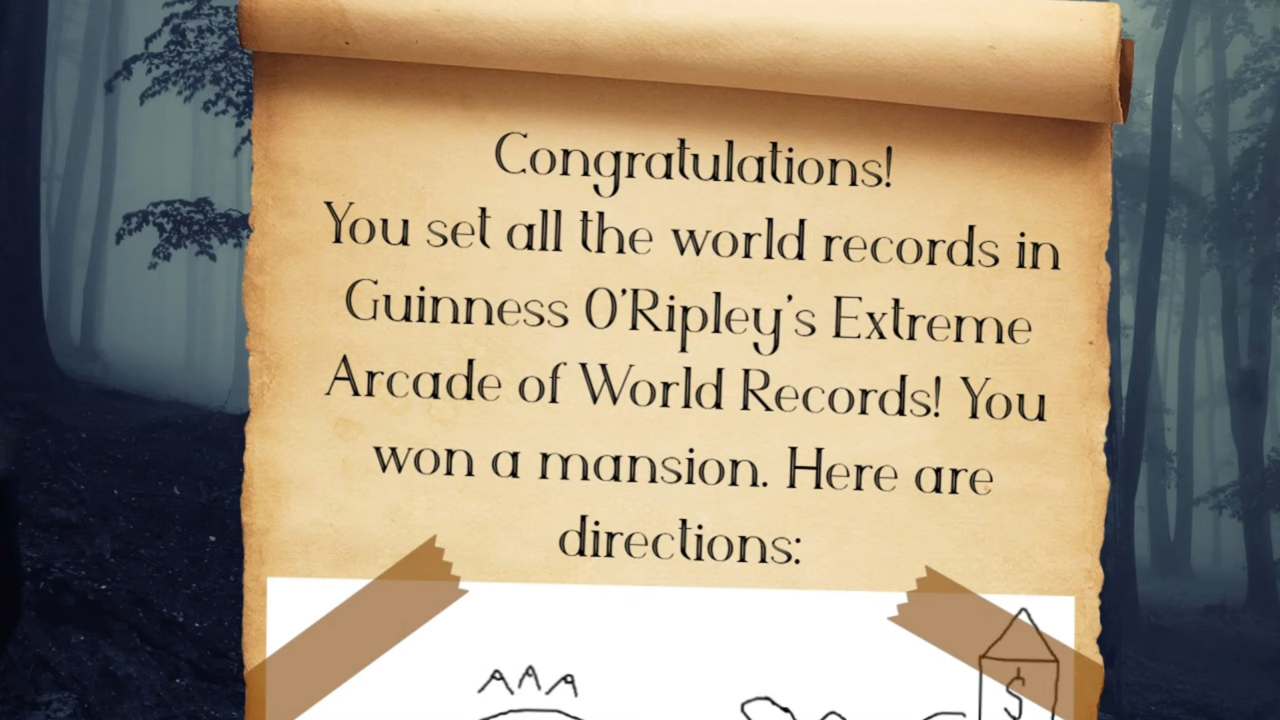 Congratulations!
You set all the world records in
Guinness O'Ripley's Extreme
Arcade of World Records! You
won a mansion. Here are
directions:
AAA
$